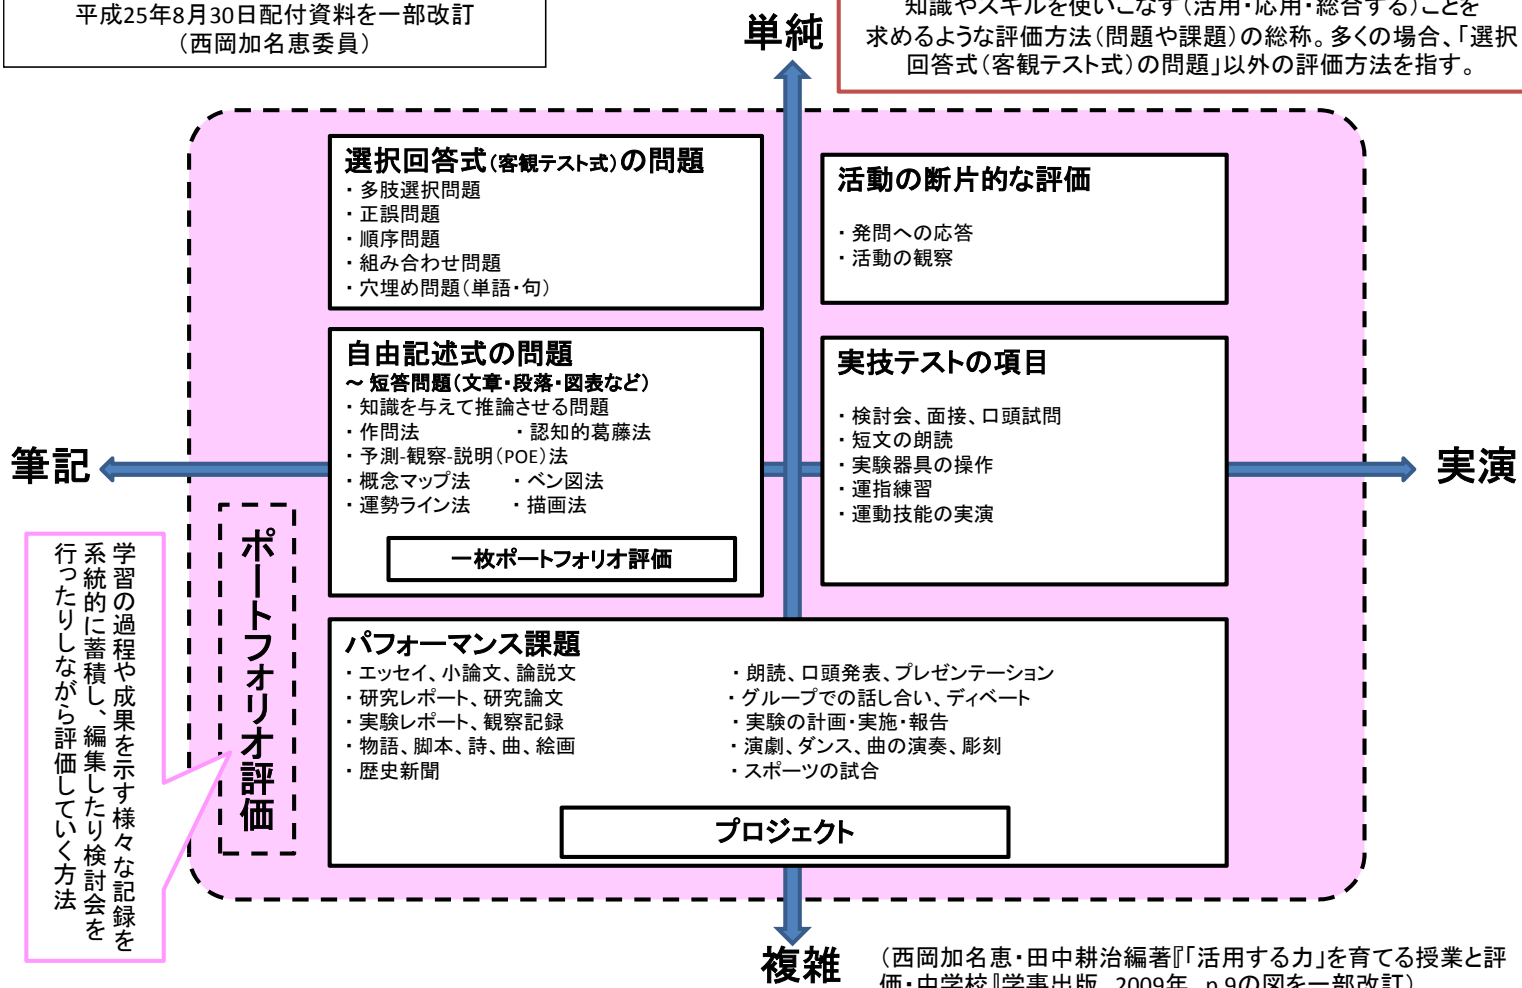 平成25年8月30日配付資料を一部改訂
（西岡加名恵委員）
知識やスキルを使いこなす（活用・応用・総合する）ことを
求めるような評価方法（問題や課題）の総称。多くの場合、「選択
回答式（客観テスト式）の問題」以外の評価方法を指す。
単純
選択回答式（客観テスト式）の問題
・多肢選択問題
・正誤問題
・順序問題
・組み合わせ問題
・穴埋め問題（単語・句）
活動の断片的な評価
・発問への応答
・活動の観察
自由記述式の問題
～短答問題（文章・段落・図表など）
・知識を与えて推論させる問題
・作問法　・認知的葛藤法
・予測-観察-説明（POE）法
・概念マップ法　・ベン図法
・運勢ライン法　・描画法
一枚ポートフォリオ評価
実技テストの項目
・検討会、面接、口頭試問
・短文の朗読
・実験器具の操作
・運指練習
・運動技能の実演
筆記
実演
ポートフォリオ評価
学習の過程や成果を示す様々な記録を
系統的に蓄積し、編集したり検討会を
行ったりしながら評価していく方法
パフォーマンス課題
・エッセイ、小論文、論説文
・研究レポート、研究論文
・実験レポート、観察記録
・物語、脚本、詩、曲、絵画
・歴史新聞
・朗読、口頭発表、プレゼンテーション
・グループでの話し合い、ディベート
・実験の計画・実施・報告
・演劇、ダンス、曲の演奏、彫刻
・スポーツの試合
プロジェクト
複雑
（西岡加名恵・田中耕治編著『「活用する力」を育てる授業と評
価・中学校』学事出版、2009年、p.9の図を一部改訂）